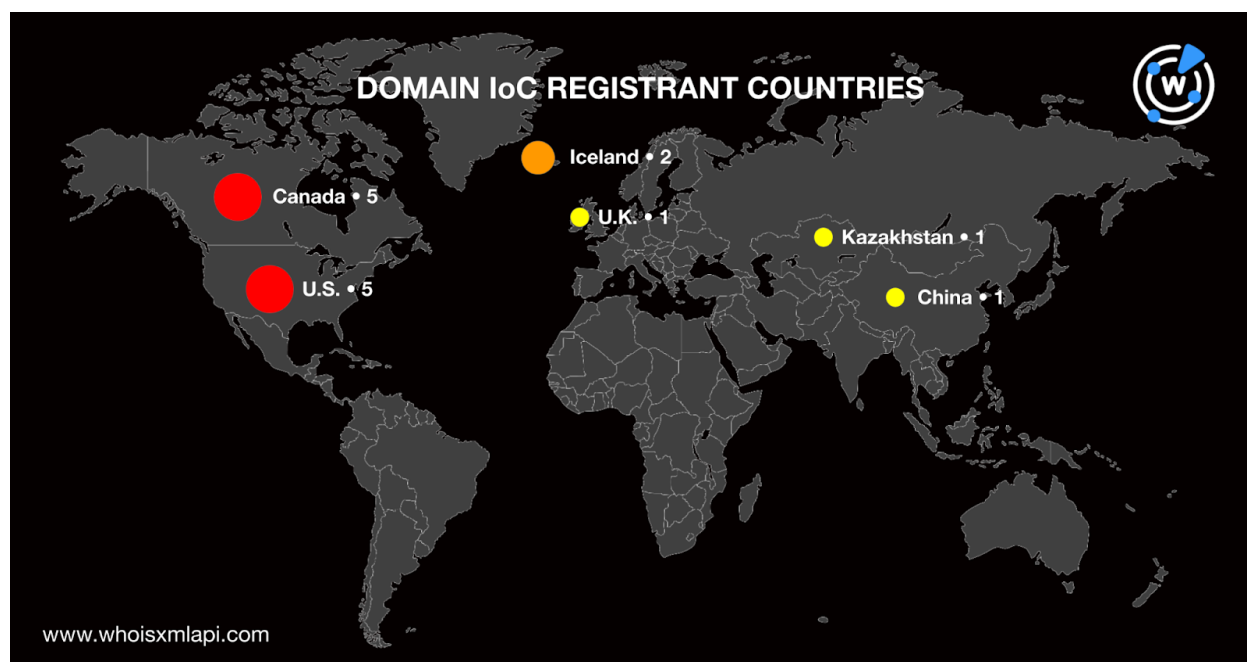 DOMAIN IoC REGISTRANT COUNTRIES
W
Iceland • 2
Canada • 5
U.K. • 1
Kazakhstan • 1
U.S. • 5
China • 1
www.whoisxmlapi.com